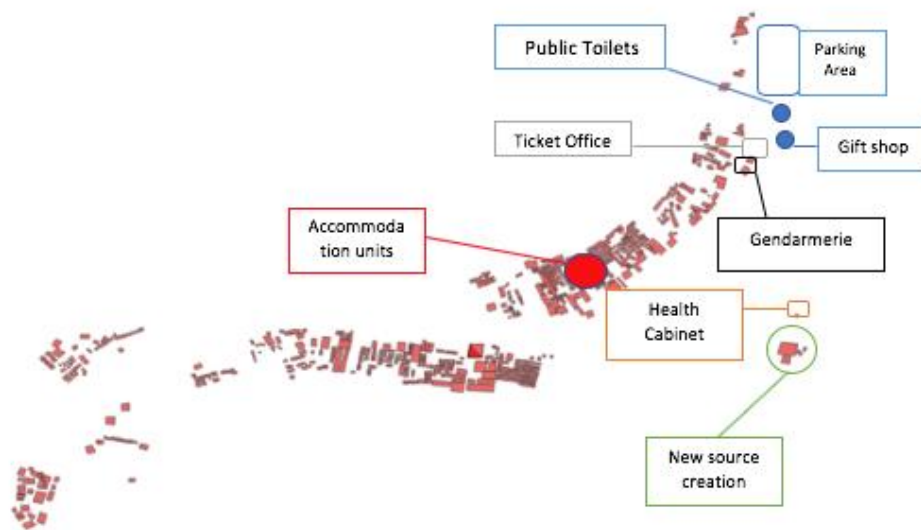 Public Toilets
Parking
Area
Ticket Office
Gift shop
Accommoda
tion units
Gendarmerie
Health
Cabinet
New source
creation